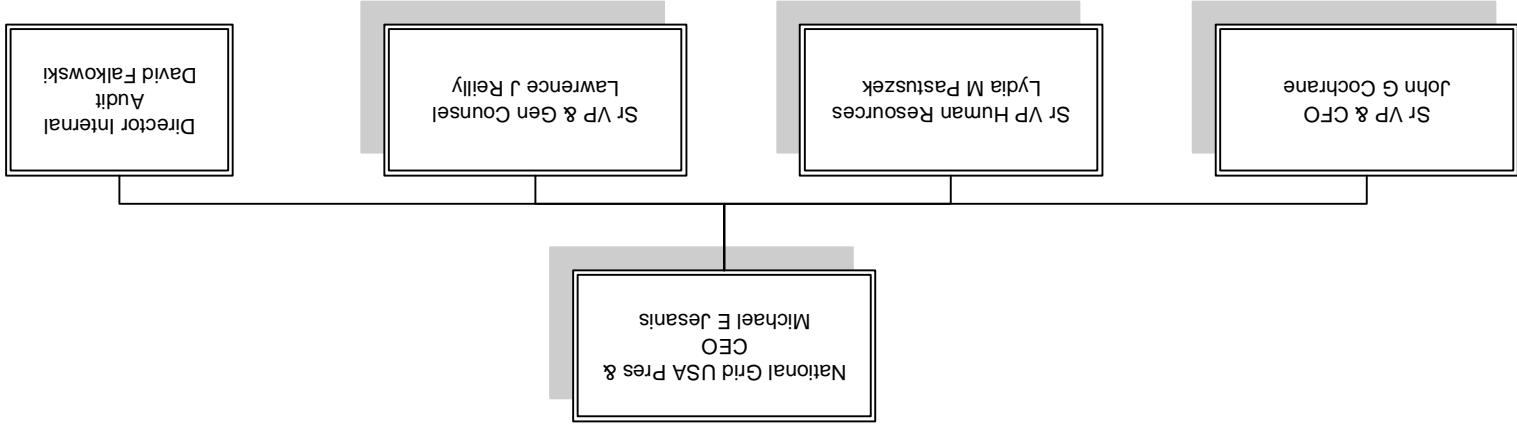 National Grid USA Pres &
CEO
Michael E Jesanis
Sr VP & CFO
John G Cochrane
Sr VP Human Resources
Lydia M Pastuszek
Sr VP & Gen Counsel
Lawrence J Reilly
Director Internal
Audit
David Falkowski